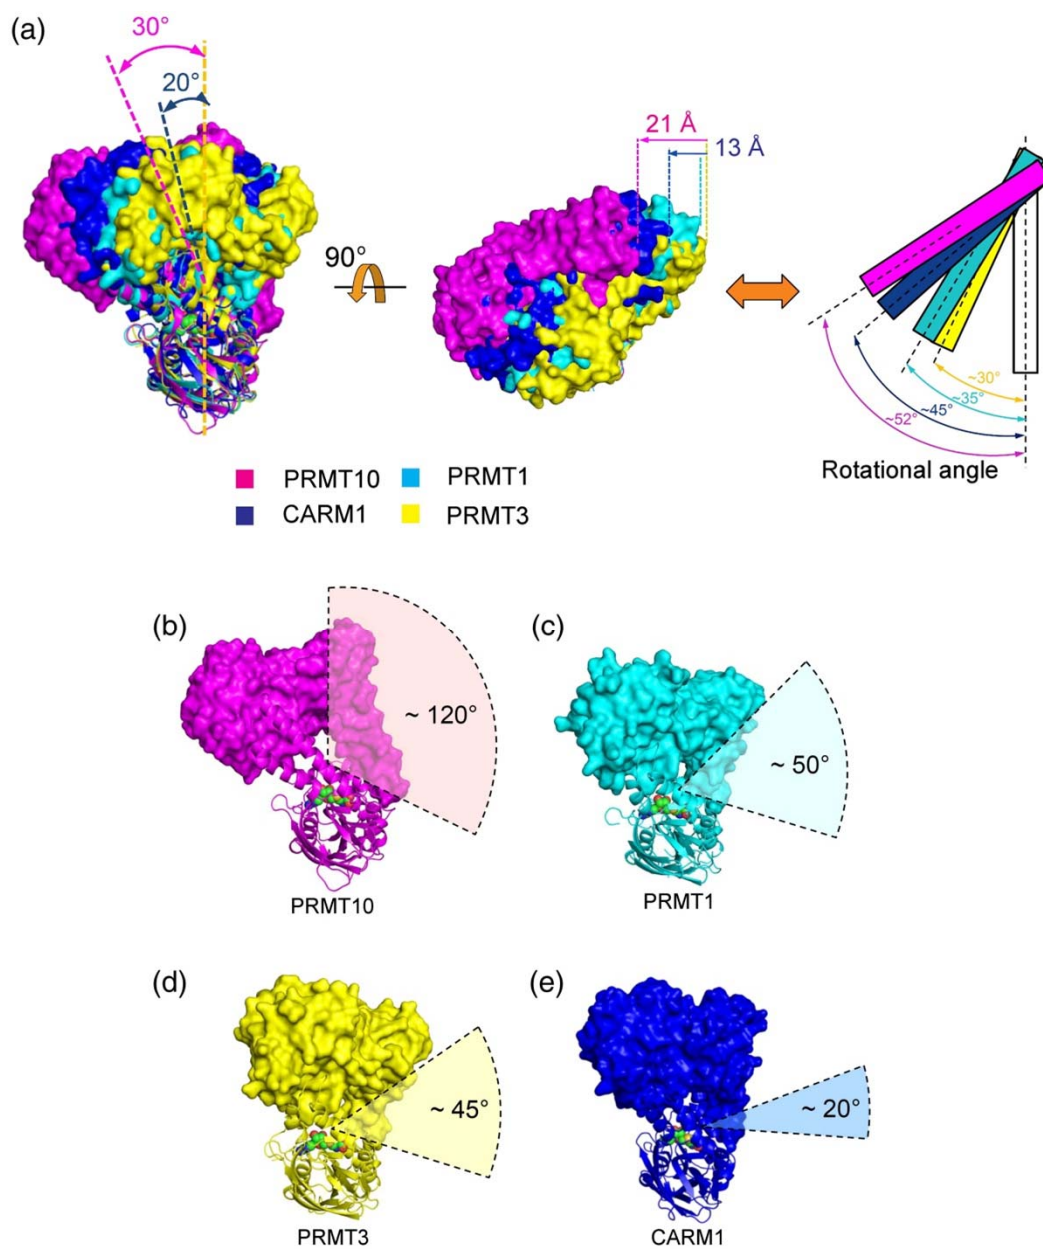 (a)
30°
20°
90°
21 Å
13 Å
~30°
~35°
~45°
~52°
Rotational angle
PRMT10
PRMT1
CARM1
PRMT3
(b)
~ 120°
PRMT10
(c)
~ 50°
PRMT1
(d)
~ 45°
PRMT3
(e)
~ 20°
CARM1